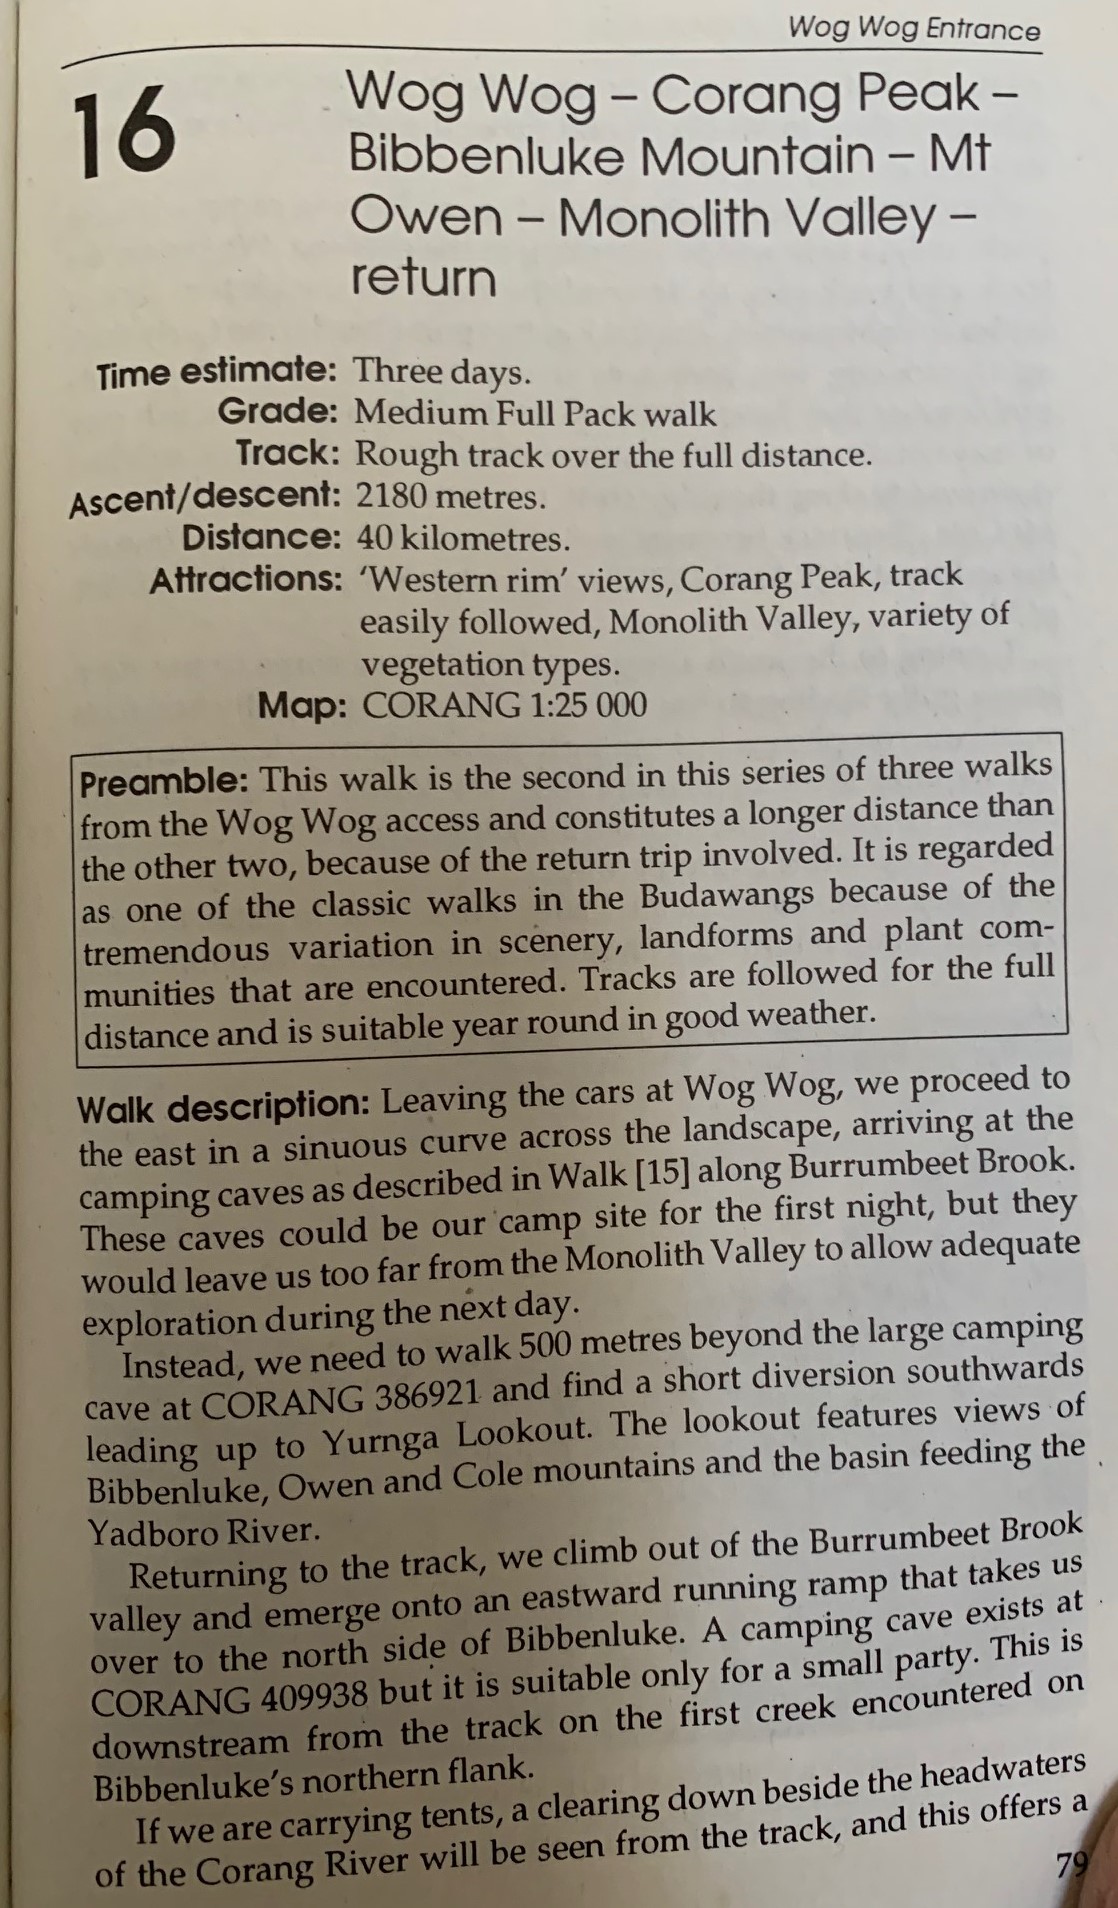 Wog Wog Entrance
16
Wog Wog – Corang Peak –
Bibbenluke Mountain – Mt
Owen – Monolith Valley –
return
Time estimate: Three days.
Grade: Medium Full Pack walk
Track: Rough track over the full distance.
Ascent/descent: 2180 metres.
Distance: 40 kilometres.
Attractions: ‘Western rim’ views, Corang Peak, track
easily followed, Monolith Valley, variety of
vegetation types.
Map: CORANG 1:25 000
Preamble: This walk is the second in this series of three walks
from the Wog Wog access and constitutes a longer distance than
the other two, because of the return trip involved. It is regarded
as one of the classic walks in the Budawangs because of the
tremendous variation in scenery, landforms and plant com-
munities that are encountered. Tracks are followed for the full
distance and is suitable year round in good weather.
Walk description: Leaving the cars at Wog Wog, we proceed to
the east in a sinuous curve across the landscape, arriving at the
camping caves as described in Walk [15] along Burrumbeet Brook.
These caves could be our camp site for the first night, but they
would leave us too far from the Monolith Valley to allow adequate
exploration during the next day.
Instead, we need to walk 500 metres beyond the large camping
cave at CORANG 386921 and find a short diversion southwards
leading up to Yurnga Lookout. The lookout features views of
Bibbenluke, Owen and Cole mountains and the basin feeding the
Yadboro River.
Returning to the track, we climb out of the Burrumbeet Brook
valley and emerge onto an eastward running ramp that takes us
over to the north side of Bibbenluke. A camping cave exists at
CORANG 409938 but it is suitable only for a small party. This is
downstream from the track on the first creek encountered on
Bibbenluke’s northern flank.
If we are carrying tents, a clearing down beside the headwaters
of the Corang River will be seen from the track, and this offers a
79